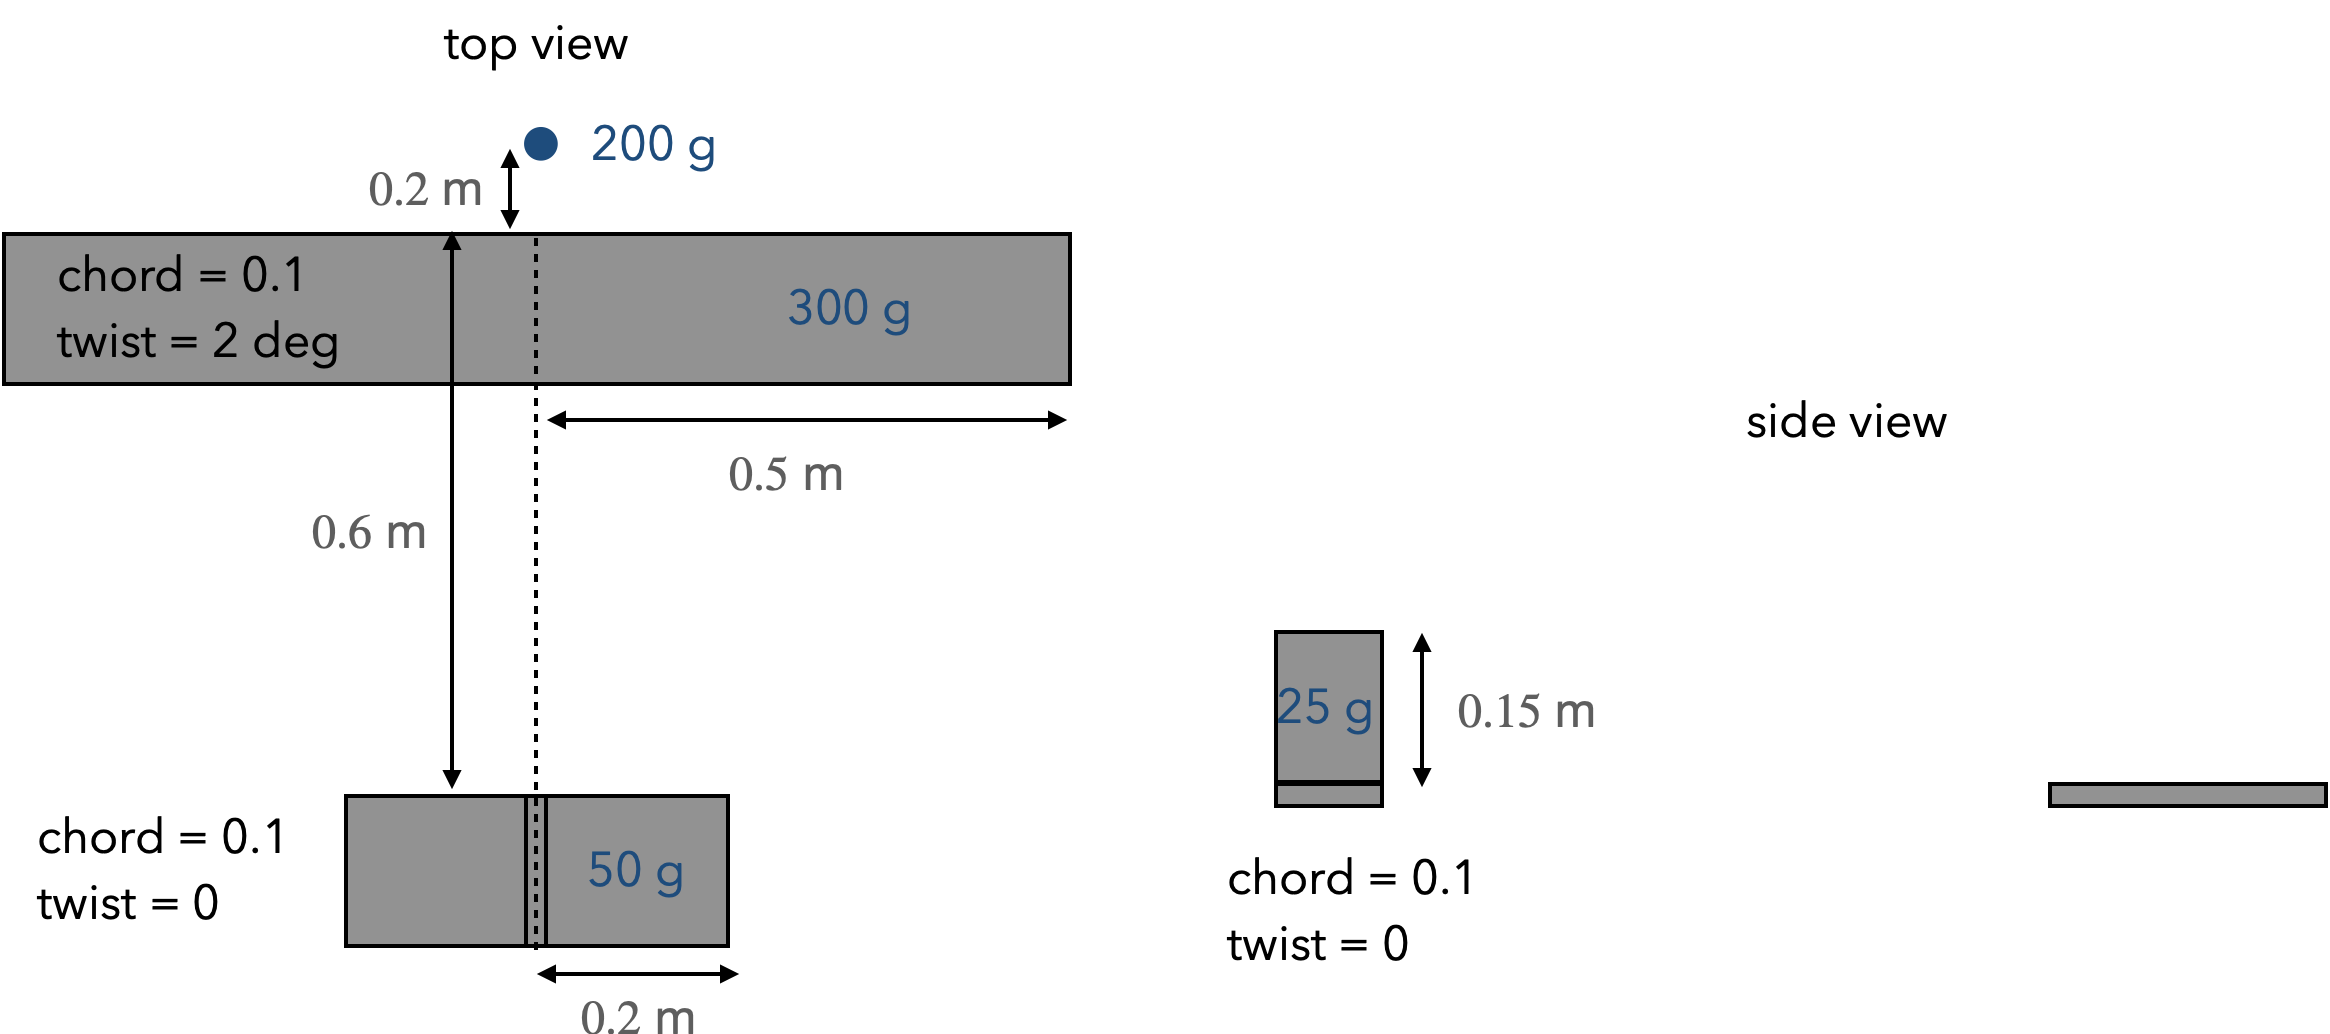 top view
200 g
0.2 m
chord = 0.1
twist = 2 deg
300 g
0.5 m
0.6 m
chord = 0.1
twist = 0
50 g
0.2 m
side view
25 g
0.15 m
chord = 0.1
twist = 0